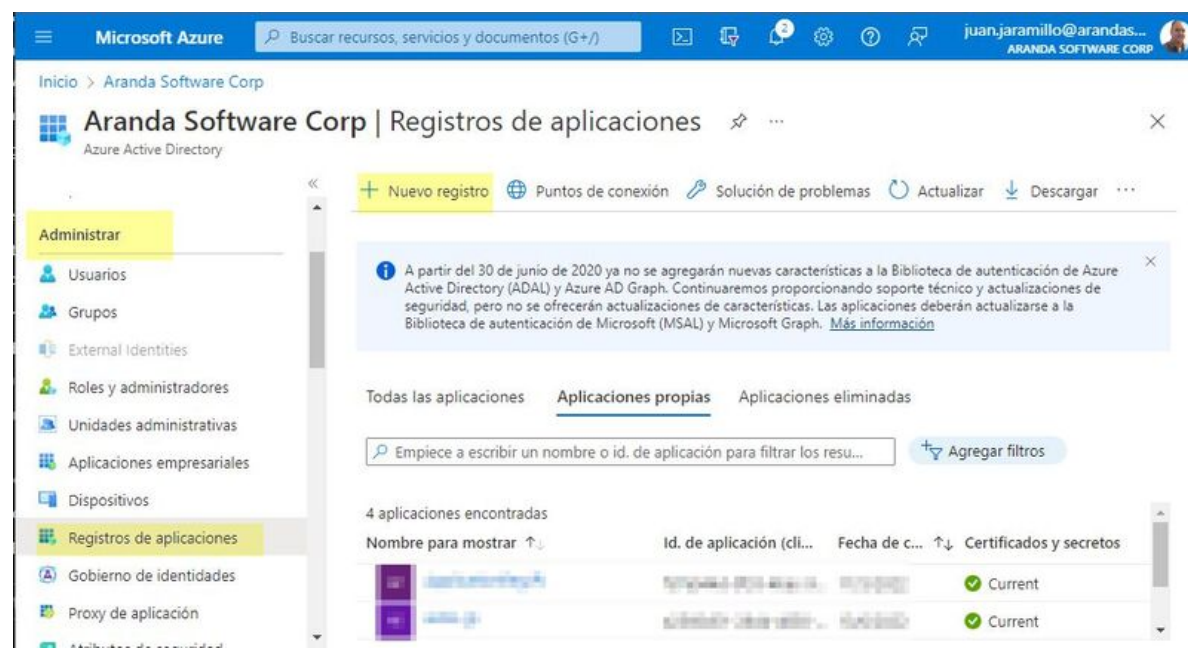 Microsoft Azure
Buscar recursos, servicios y documentos (G+/)
2
juan.jaramillo@arandas...
ARANDA SOFTWARE CORP
Inicio > Aranda Software Corp
Aranda Software Corp | Registros de aplicaciones
Azure Active Directory
Nuevo registro
Puntos de conexión
Solución de problemas
Actualizar
Descargar
Administrar
Usuarios
Grupos
External Identities
Roles y administradores
Unidades administrativas
Aplicaciones empresariales
Dispositivos
Registros de aplicaciones
Gobierno de identidades
Proxy de aplicación
Atributos de seguridad
A partir del 30 de junio de 2020 ya no se agregarán nuevas características a la Biblioteca de autenticación de Azure
Active Directory (ADAL) y Azure AD Graph. Continuaremos proporcionando soporte técnico y actualizaciones de
seguridad, pero no se ofrecerán actualizaciones de características. Las aplicaciones deberán actualizarse a la
Biblioteca de autenticación de Microsoft (MSAL) y Microsoft Graph. Más información
Todas las aplicaciones
Aplicaciones propias
Aplicaciones eliminadas
Empiece a escribir un nombre o id. de aplicación para filtrar los resu...
Agregar filtros
4 aplicaciones encontradas
Nombre para mostrar
Id. de aplicación (cli...
Fecha de c...
Certificados y secretos
Current
Current